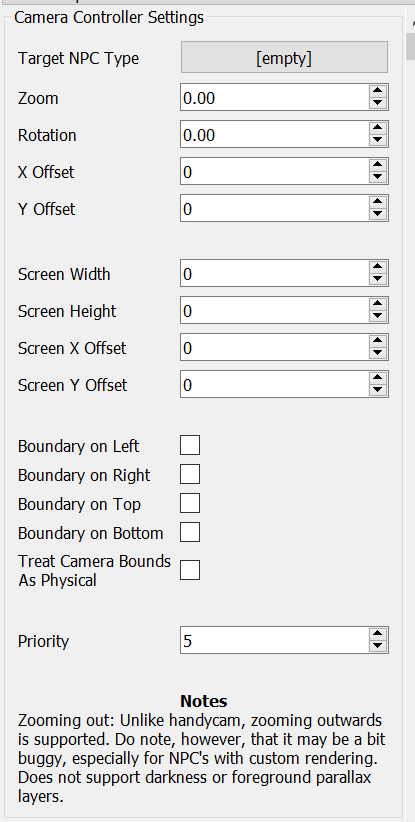 Camera Controller Settings
Target NPC Type [empty]
Zoom 0.00
Rotation 0.00
X Offset 0
Y Offset 0
Screen Width 0
Screen Height 0
Screen X Offset 0
Screen Y Offset 0
Boundary on Left
Boundary on Right
Boundary on Top
Boundary on Bottom
Treat Camera Bounds
As Physical
Priority 5
Notes
Zooming out: Unlike handycam, zooming outwards
is supported. Do note, however, that it may be a bit
buggy, especially for NPC's with custom rendering.
Does not support darkness or foreground parallax
layers.